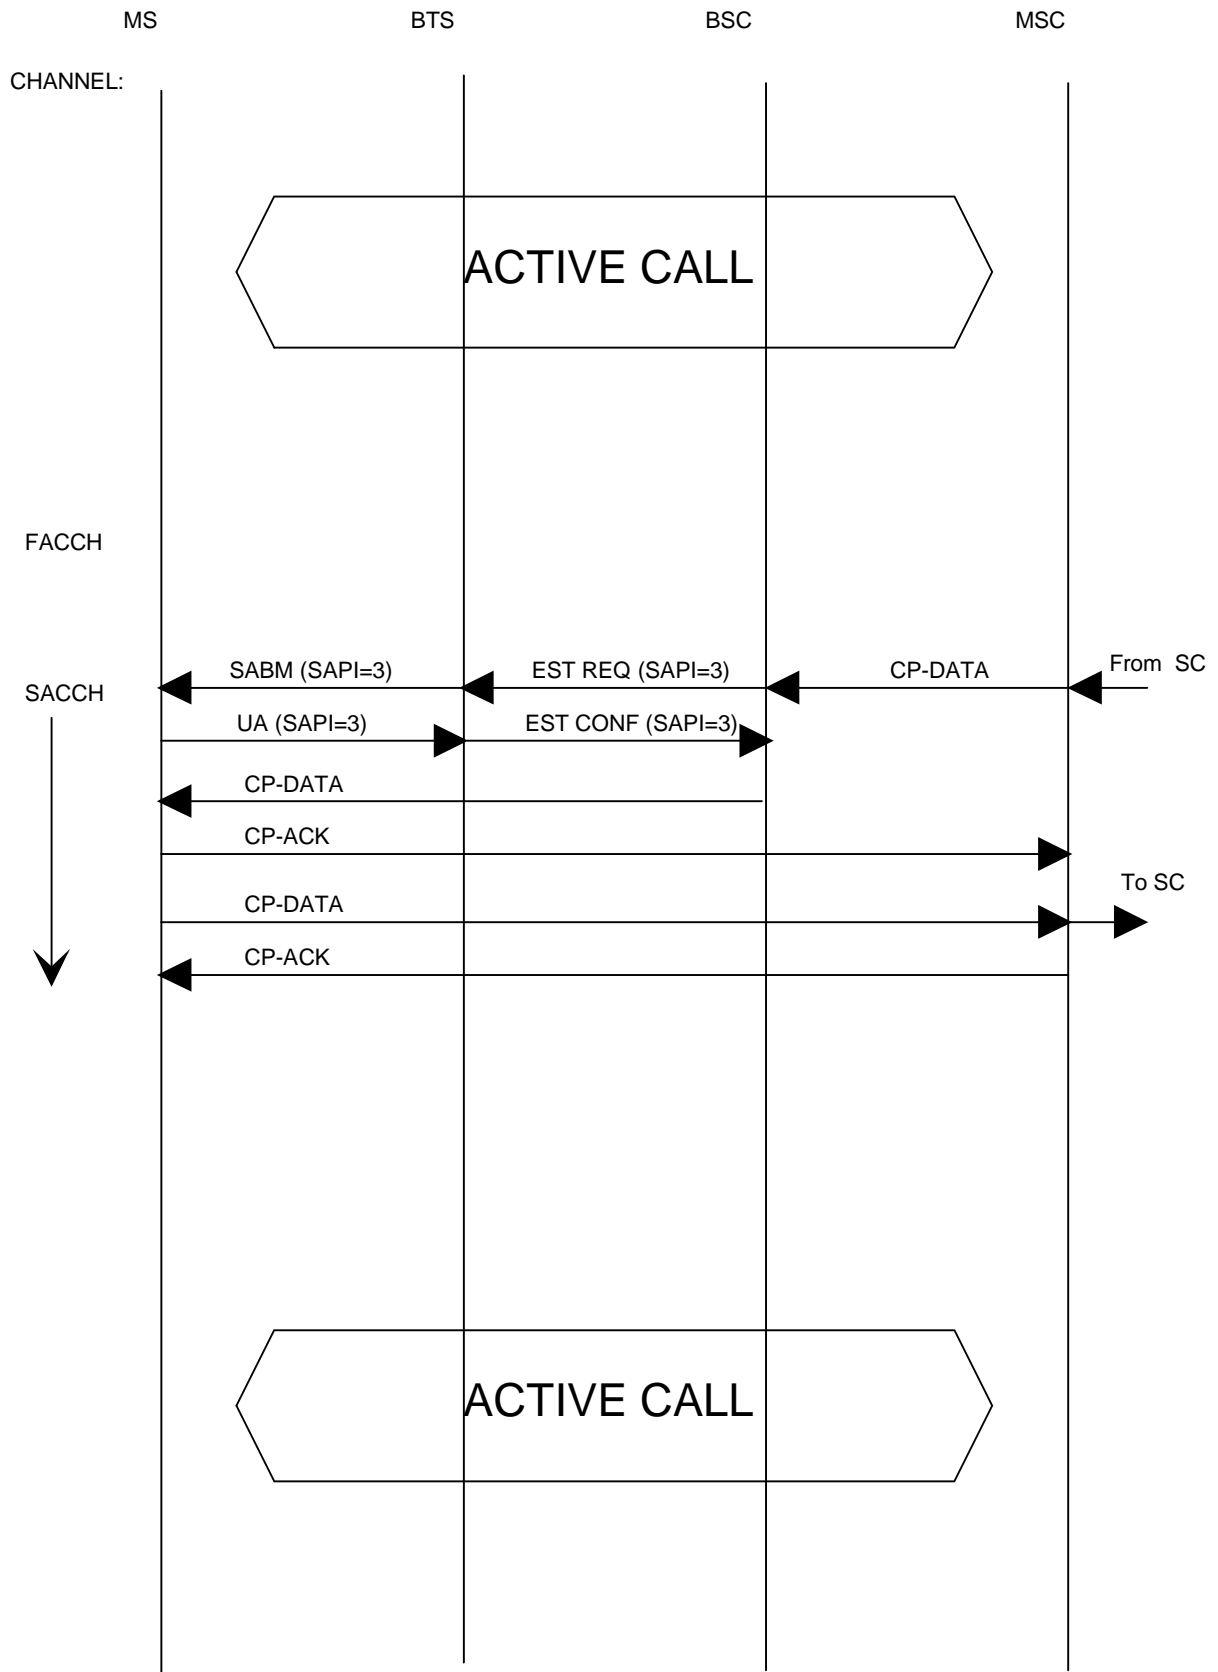 MS BTS BSC MSC
CHANNEL:
ACTIVE CALL
FACCH
SABM (SAPI=3) EST REQ (SAPI=3) CP-DATA From SC
SACCH
UA (SAPI=3) EST CONF (SAPI=3)
CP-DATA
CP-ACK
To SC
CP-DATA
CP-ACK
ACTIVE CALL